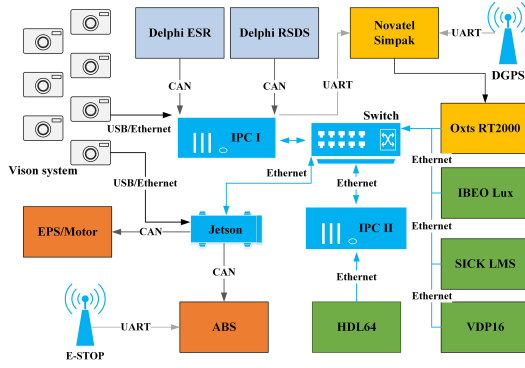 Delphi ESR
Delphi RSDS
Novatel
Simpak
UART
DGPS
CAN
CAN
UART
USB/Ethernet
IPC I
Switch
Oxts RT2000
Ethernet
Vison system
USB/Ethernet
Ethernet
Ethernet
IBEO Lux
EPS/Motor
CAN
Jetson
IPC II
Ethernet
SICK LMS
CAN
Ethernet
Ethernet
UART
ABS
HDL64
VDP16
E-STOP